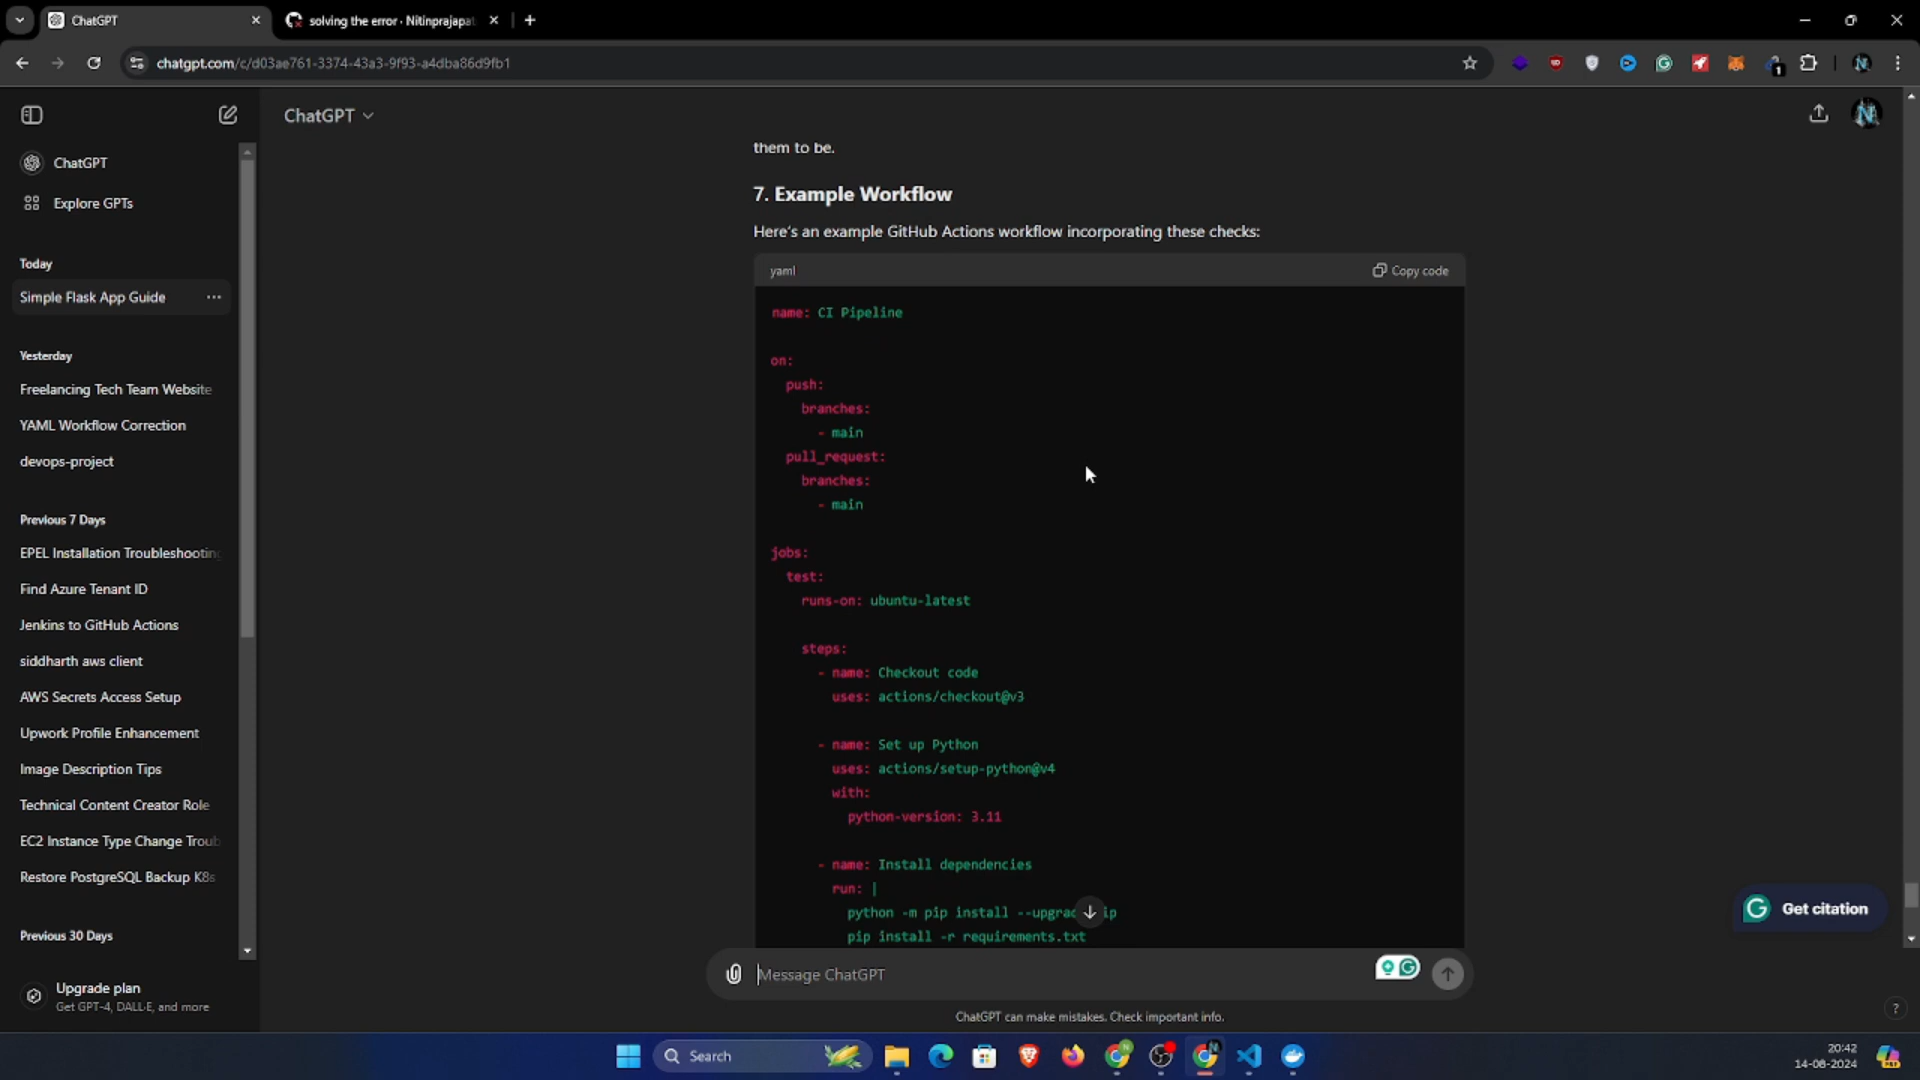 ChatGPT
solving the error · Nitinprajapat
chatgpt.com/c/d03ae761-3374-43a3-9f93-a4dba86d9fb1
1
ChatGPT
ChatGPT
Explore GPTs
Today
Simple Flask App Guide
Yesterday
Freelancing Tech Team Website
YAML Workflow Correction
devops-project
Previous 7 Days
EPEL Installation Troubleshooting
Find Azure Tenant ID
Jenkins to GitHub Actions
siddharth aws client
AWS Secrets Access Setup
Upwork Profile Enhancement
Image Description Tips
Technical Content Creator Role
EC2 Instance Type Change Troub
Restore PostgreSQL Backup K8s
Previous 30 Days
Upgrade plan
Get GPT-4, DALL·E, and more
them to be.
7. Example Workflow
Here's an example GitHub Actions workflow incorporating these checks:
yaml
Copy code
name: CI Pipeline
on:
push:
branches:
- main
pull_request:
branches:
- main
jobs:
test:
runs-on: ubuntu-latest
steps:
- name: Checkout code
uses: actions/checkout@v3
- name: Set up Python
uses: actions/setup-python@v4
with:
python-version: 3.11
- name: Install dependencies
run: |
python -m pip install --upgrad ip
pip install -r requirements.txt
Get citation
Message ChatGPT
ChatGPT can make mistakes. Check important info.
?
Search
20:42
14-08-2024